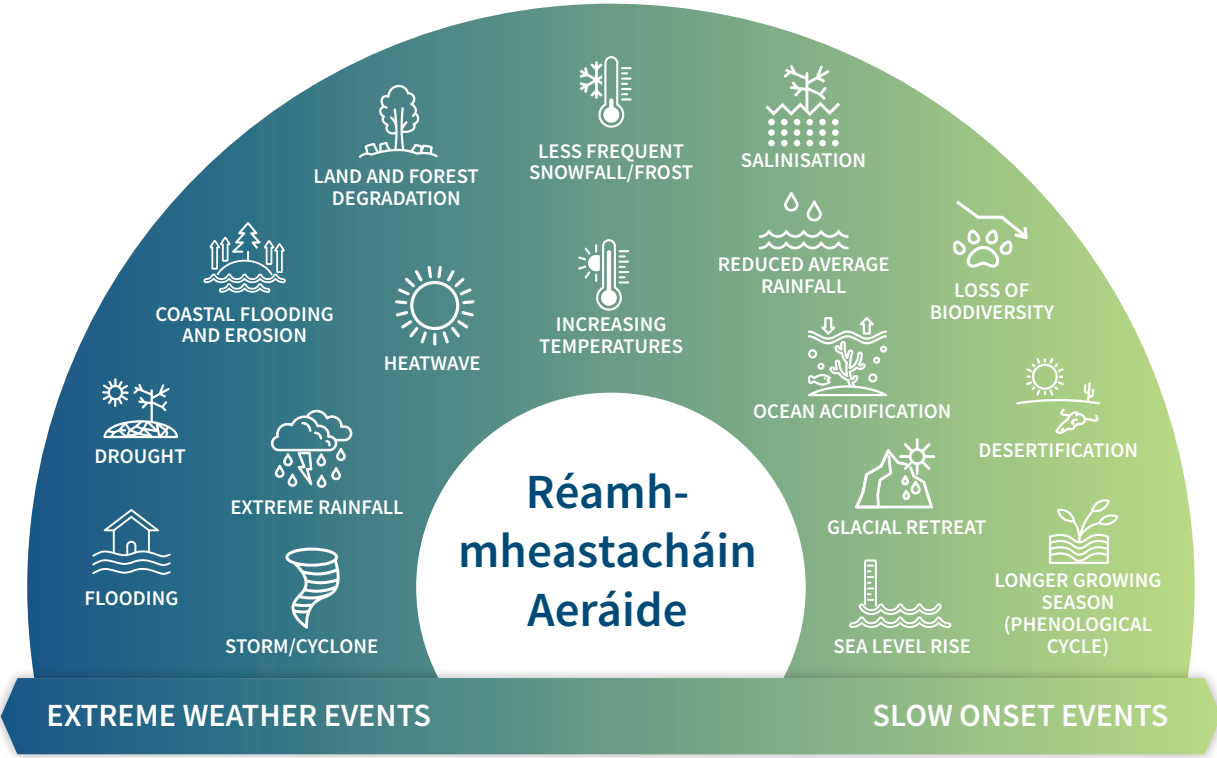 LESS FREQUENT
SNOWFALL/FROST
SALINISATION
LAND AND FOREST
DEGRADATION
REDUCED AVERAGE
RAINFALL
LOSS OF
BIODIVERSITY
COASTAL FLOODING
AND EROSION
HEATWAVE
INCREASING
TEMPERATURES
OCEAN ACIDIFICATION
DROUGHT
DESERTIFICATION
EXTREME RAINFALL
Réamh-
mheastacháin
Aeráide
GLACIAL RETREAT
FLOODING
STORM/CYCLONE
SEA LEVEL RISE
LONGER GROWING
SEASON
(PHENOLOGICAL
CYCLE)
EXTREME WEATHER EVENTS
SLOW ONSET EVENTS